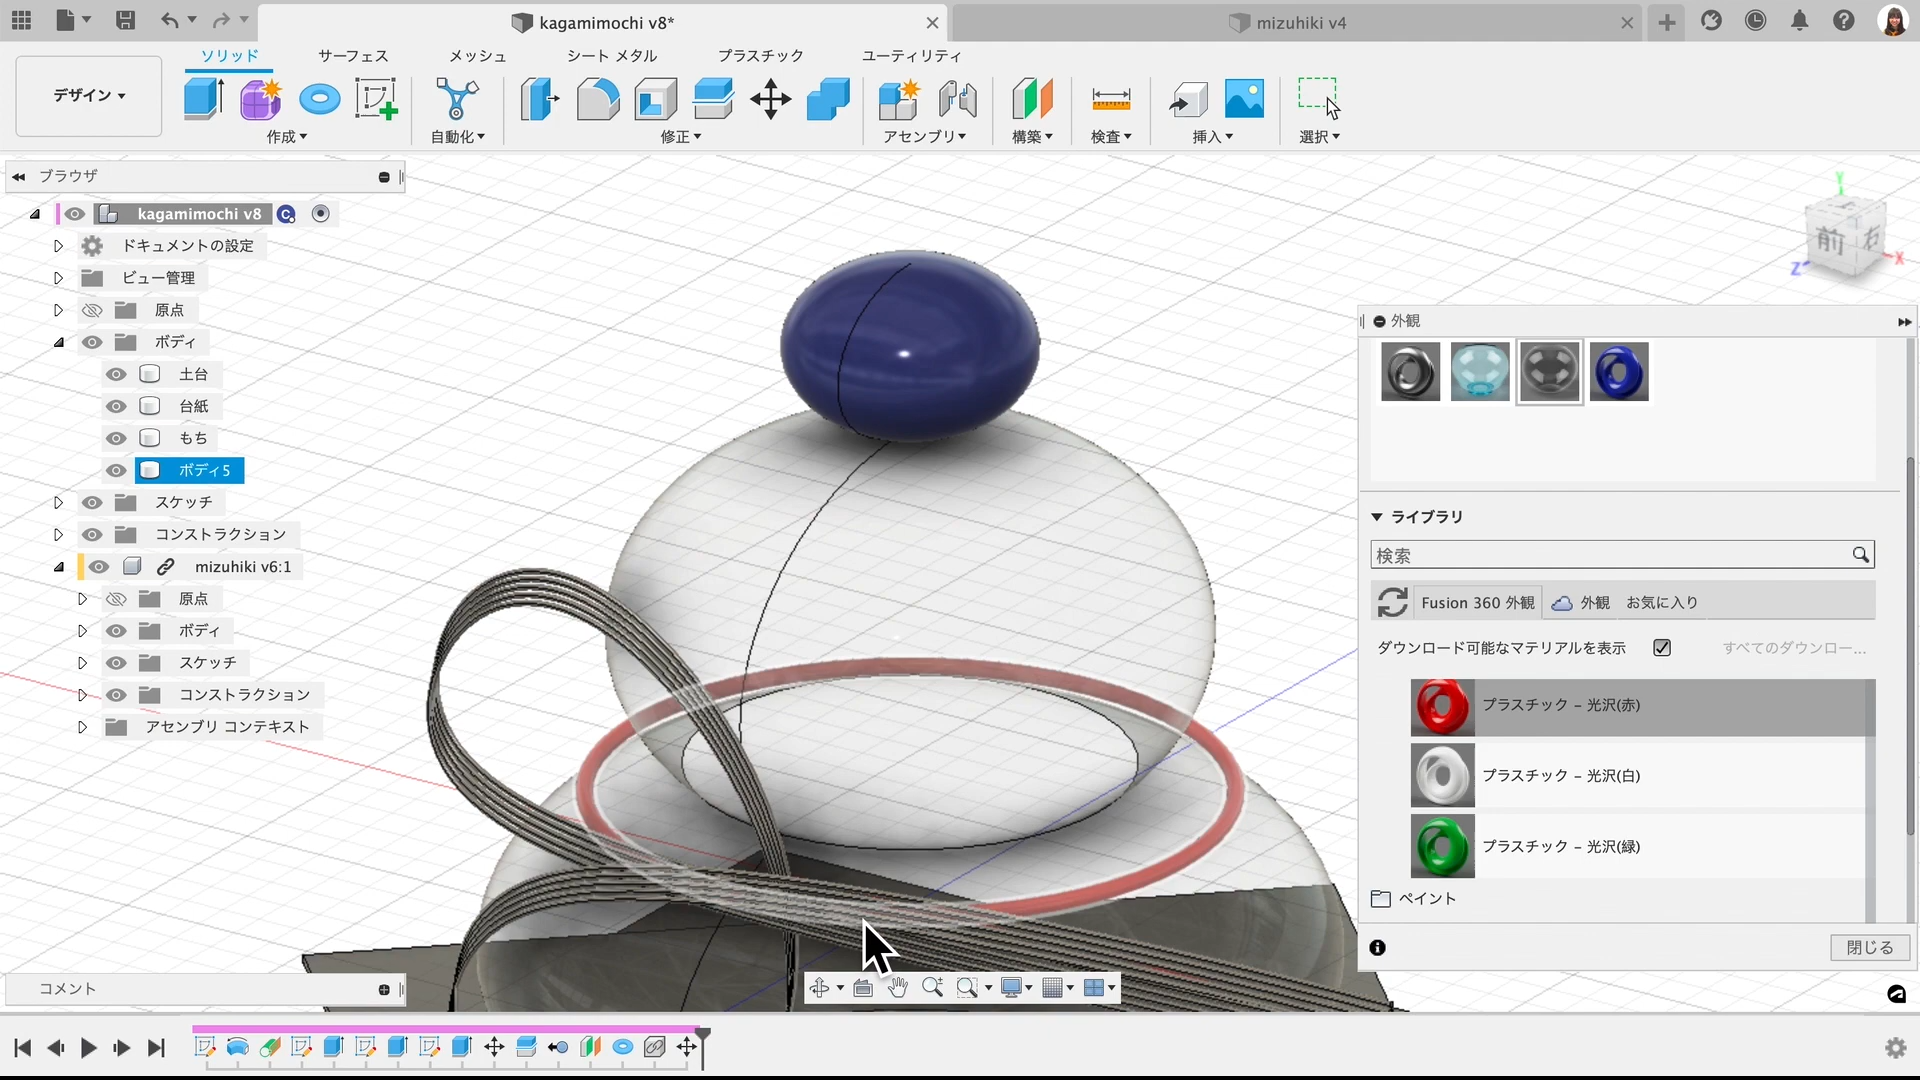 kagamimochi v8*
mizuhiki v4
デザイン
ソリッド
サーフェス
メッシュ
シート メタル
プラスチック
ユーティリティ
作成
自動化
修正
アセンブリ
構築
検査
挿入
選択
ブラウザ
kagamimochi v8
ドキュメントの設定
ビュー管理
原点
ボディ
土台
台紙
もち
ボディ5
スケッチ
コンストラクション
mizuhiki v6:1
原点
ボディ
スケッチ
コンストラクション
アセンブリ コンテキスト
コメント
Y
前
右
Z
X
外観
ライブラリ
検索
Fusion 360 外観
外観
お気に入り
ダウンロード可能なマテリアルを表示
すべてのダウンロー...
プラスチック - 光沢(赤)
プラスチック - 光沢(白)
プラスチック - 光沢(緑)
ペイント
閉じる